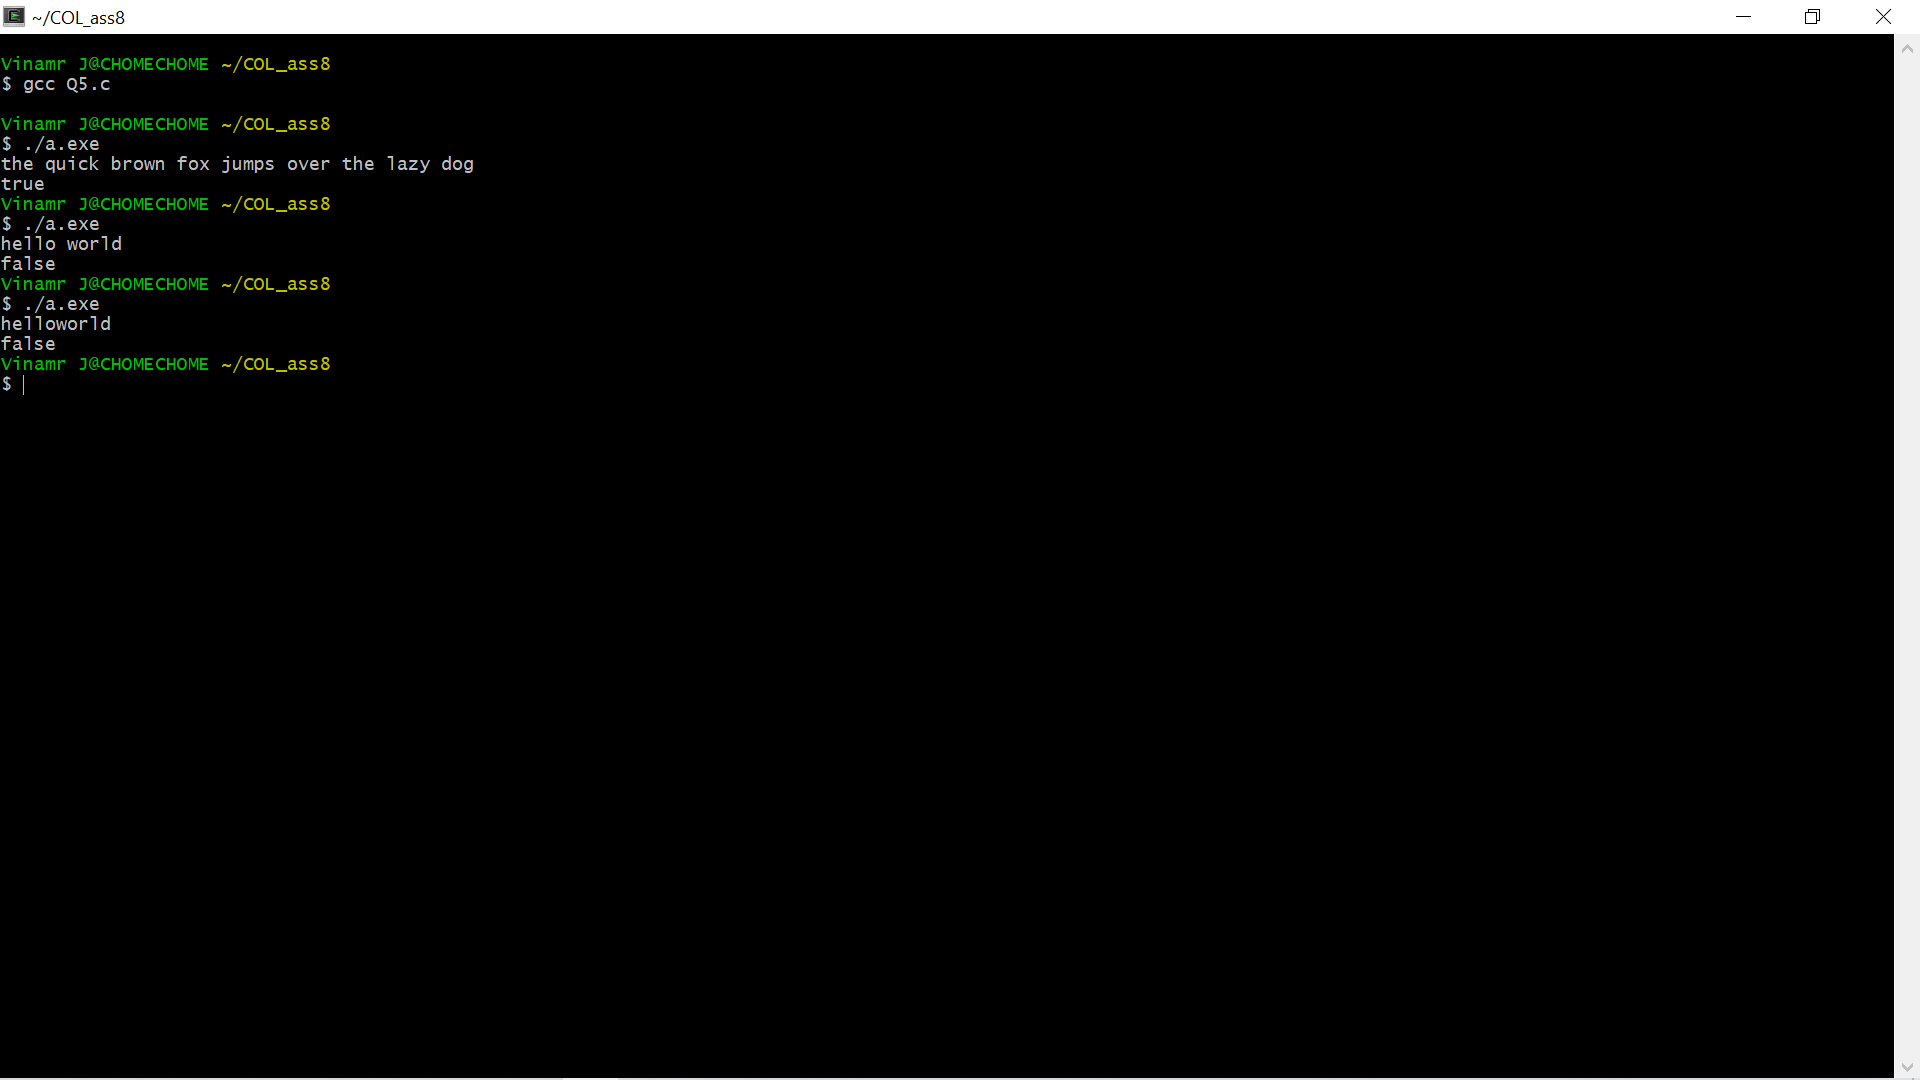 ~/COL_ass8
Vinamr J@CHOMECHOME ~/COL_ass8
$ gcc Q5.c
Vinamr J@CHOMECHOME ~/COL_ass8
$ ./a.exe
the quick brown fox jumps over the lazy dog
true
Vinamr J@CHOMECHOME ~/COL_ass8
$ ./a.exe
hello world
false
Vinamr J@CHOMECHOME ~/COL_ass8
$ ./a.exe
helloworld
false
Vinamr J@CHOMECHOME ~/COL_ass8
$